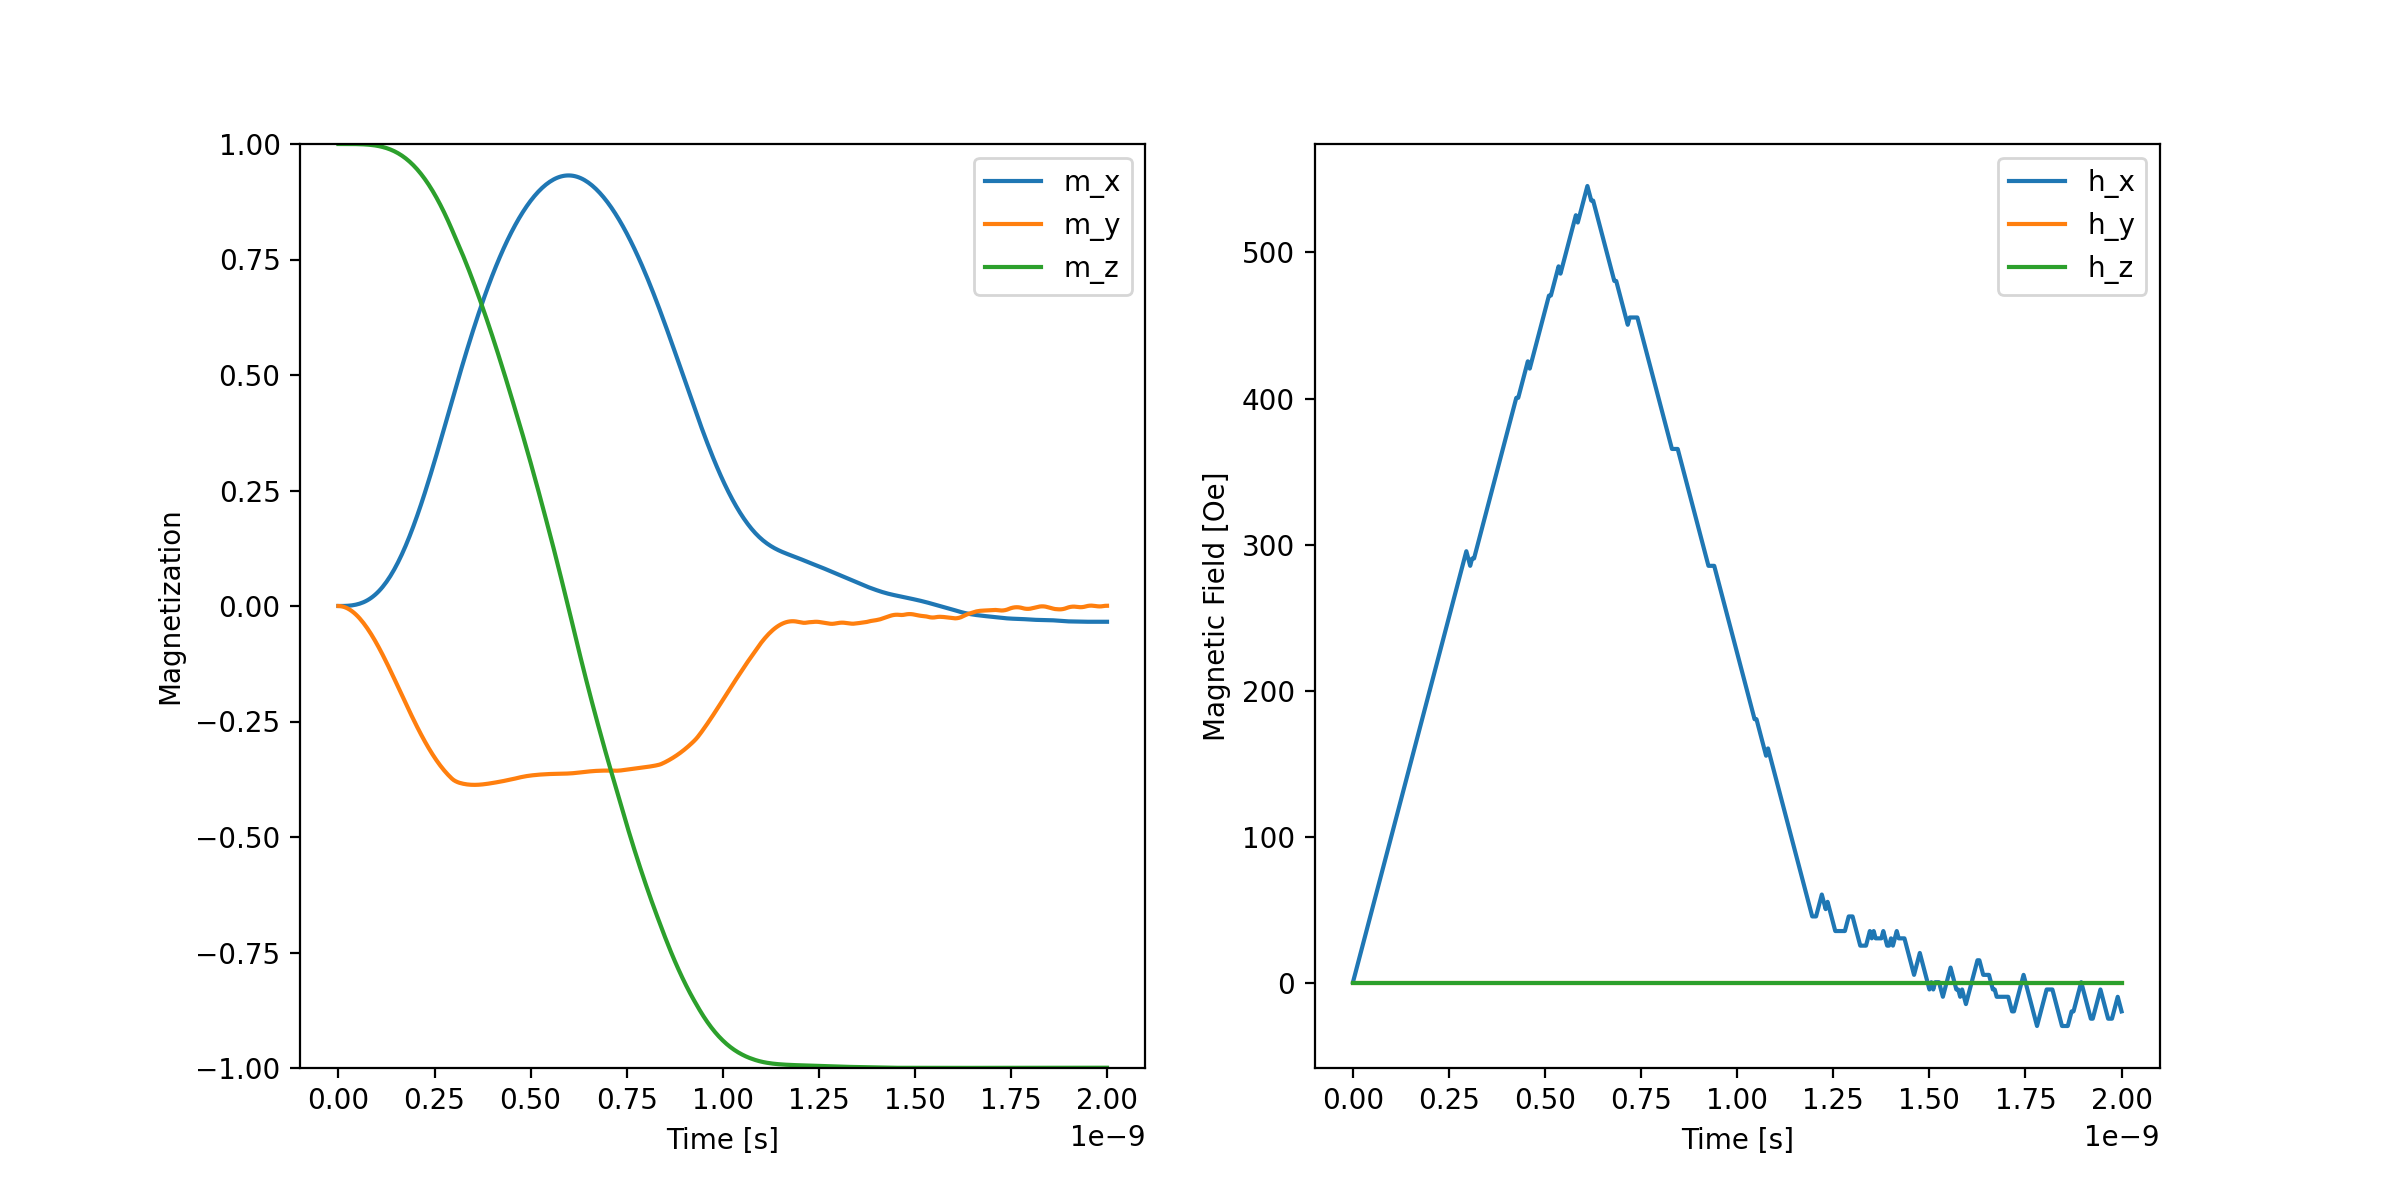 Magnetization
1.00
0.75
0.50
0.25
0.00
−0.25
−0.50
−0.75
−1.00
m_x
m_y
m_z
0.00 0.25 0.50 0.75 1.00 1.25 1.50 1.75 2.00
1e−9
Time [s]
Magnetic Field [Oe]
500
400
300
200
100
0
h_x
h_y
h_z
0.00 0.25 0.50 0.75 1.00 1.25 1.50 1.75 2.00
1e−9
Time [s]